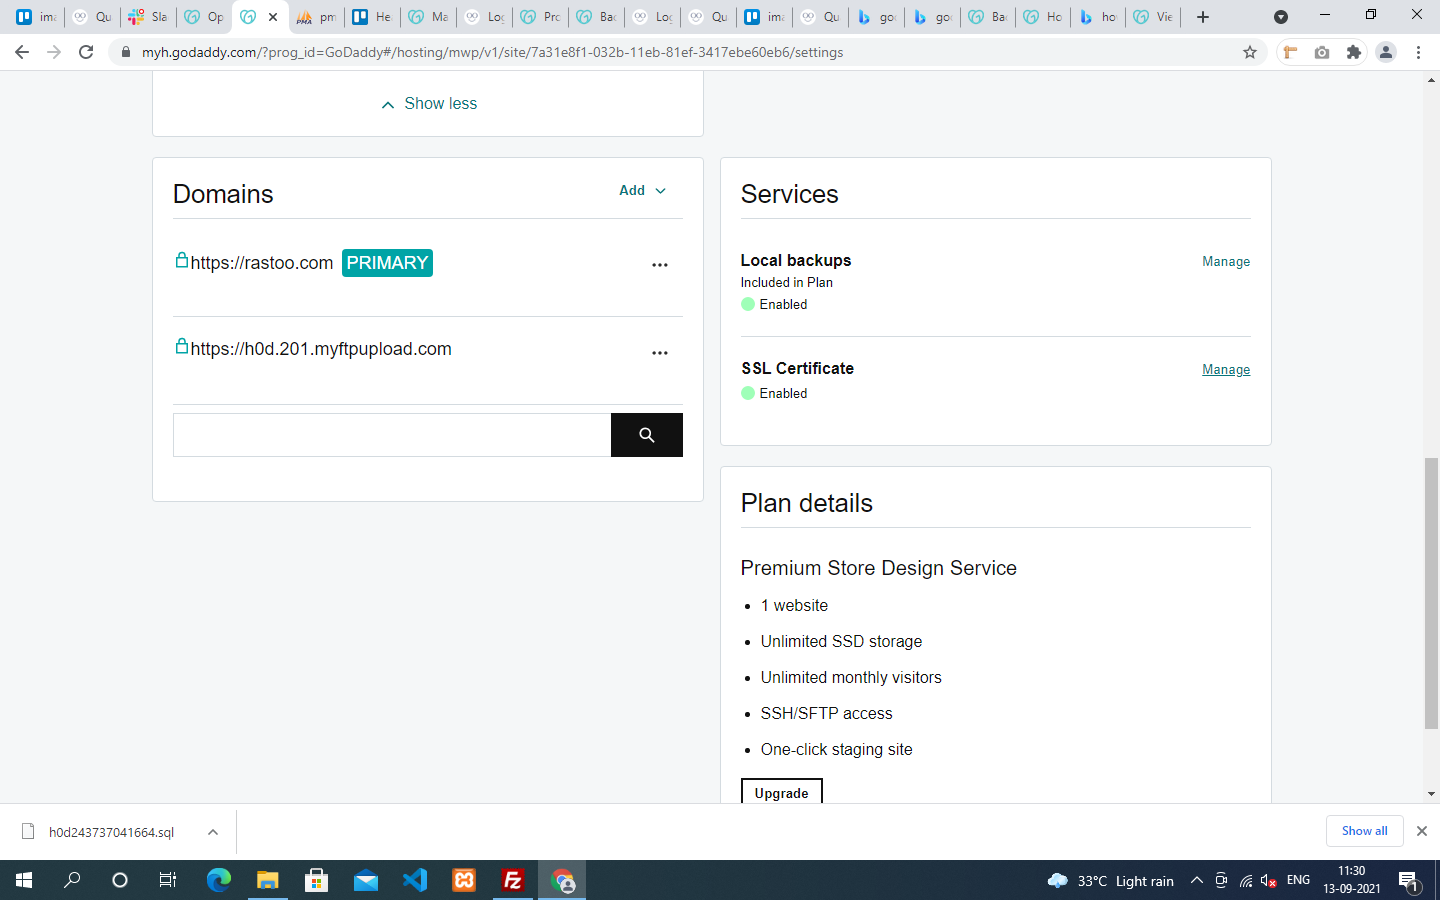 ima
Qu
Sla
Op
pm
Hea
Ma
Log
Pro
Bac
Log
Qu
ima
Qu
goo
goo
Bac
Ho
hov
Vie
myh.godaddy.com/?prog_id=GoDaddy#/hosting/mwp/v1/site/7a31e8f1-032b-11eb-81ef-3417ebe60eb6/settings
Show less
Domains
Add
https://rastoo.com PRIMARY
https://h0d.201.myftpupload.com
Services
Local backups
Manage
Included in Plan
Enabled
SSL Certificate
Manage
Enabled
Plan details
Premium Store Design Service
• 1 website
• Unlimited SSD storage
• Unlimited monthly visitors
• SSH/SFTP access
• One-click staging site
Upgrade
h0d243737041664.sql
Show all
33°C Light rain
ENG
11:30
13-09-2021
1